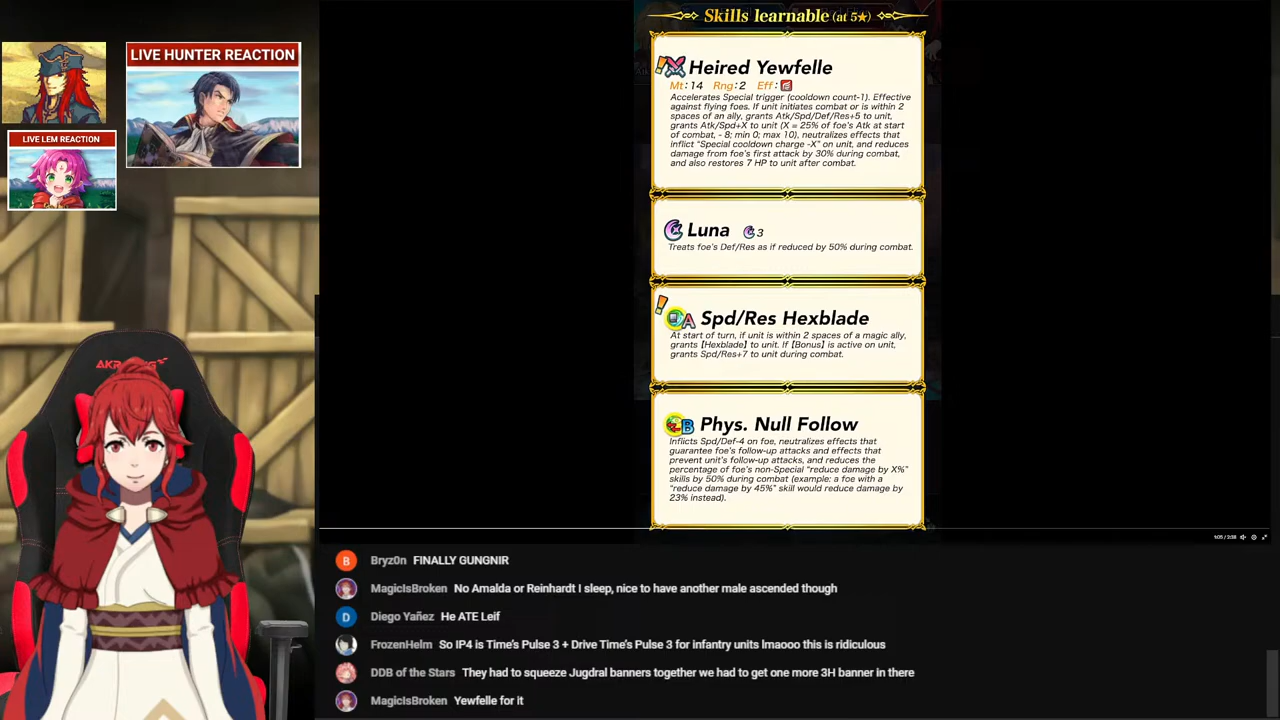 Skills learnable (at 5★)
LIVE HUNTER REACTION
LIVE LEM REACTION
Heired Yewfelle
Mt: 14 Rng: 2 Eff:
Accelerates Special trigger (cooldown count-1). Effective
against flying foes. If unit initiates combat or is within 2
spaces of an ally, grants Atk/Spd/Def/Res+5 to unit,
grants Atk/Spd+X to unit (X = 25% of foe's Atk at start
of combat, - 8; min 0; max 10), neutralizes effects that
inflict "Special cooldown charge -X" on unit, and reduces
damage from foe's first attack by 30% during combat,
and also restores 7 HP to unit after combat.
Luna 3
Treats foe's Def/Res as if reduced by 50% during combat.
A Spd/Res Hexblade
At start of turn, if unit is within 2 spaces of a magic ally,
grants【Hexblade】to unit. If【Bonus】is active on unit,
grants Spd/Res+7 to unit during combat.
B Phys. Null Follow
Inflicts Spd/Def-4 on foe, neutralizes effects that
guarantee foe's follow-up attacks and effects that
prevent unit's follow-up attacks, and reduces the
percentage of foe's non-Special "reduce damage by X%"
skills by 50% during combat (example: a foe with a
"reduce damage by 45%" skill would reduce damage by
23% instead).
B Bryz0n FINALLY GUNGNIR
MagicIsBroken No Amalda or Reinhardt I sleep, nice to have another male ascended though
D Diego Yañez He ATE Leif
FrozenHelm So IP4 is Time's Pulse 3 + Drive Time's Pulse 3 for infantry units lmaooo this is ridiculous
DDB of the Stars They had to squeeze Jugdral banners together we had to get one more 3H banner in there
MagicIsBroken Yewfelle for it